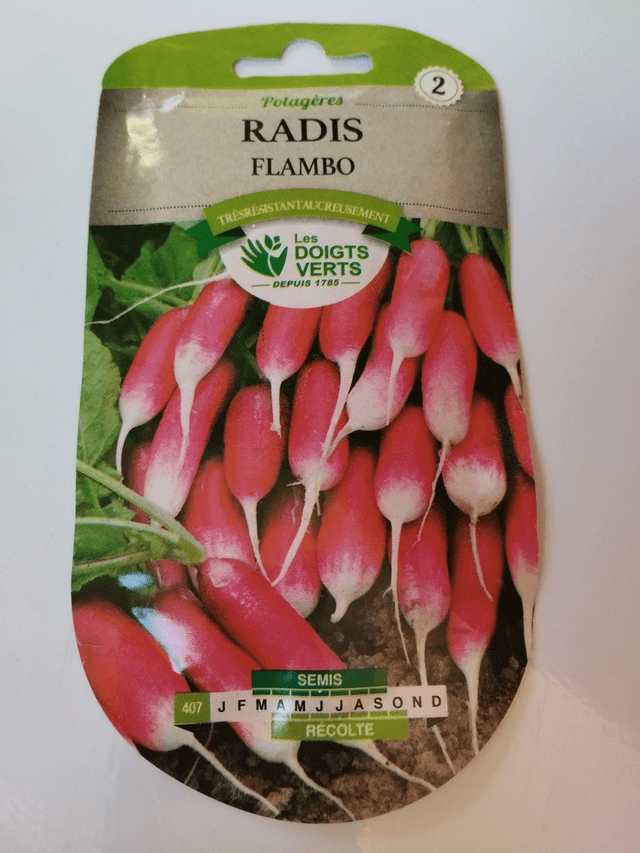 2
Potagères
RADIS
FLAMBO
TRÈSRÉSISTANTAUCREUSEMENT
Les
DOIGTS
VERTS
DEPUIS 1785
SEMIS
407 J F M A M J J A S O N D
RÉCOLTE